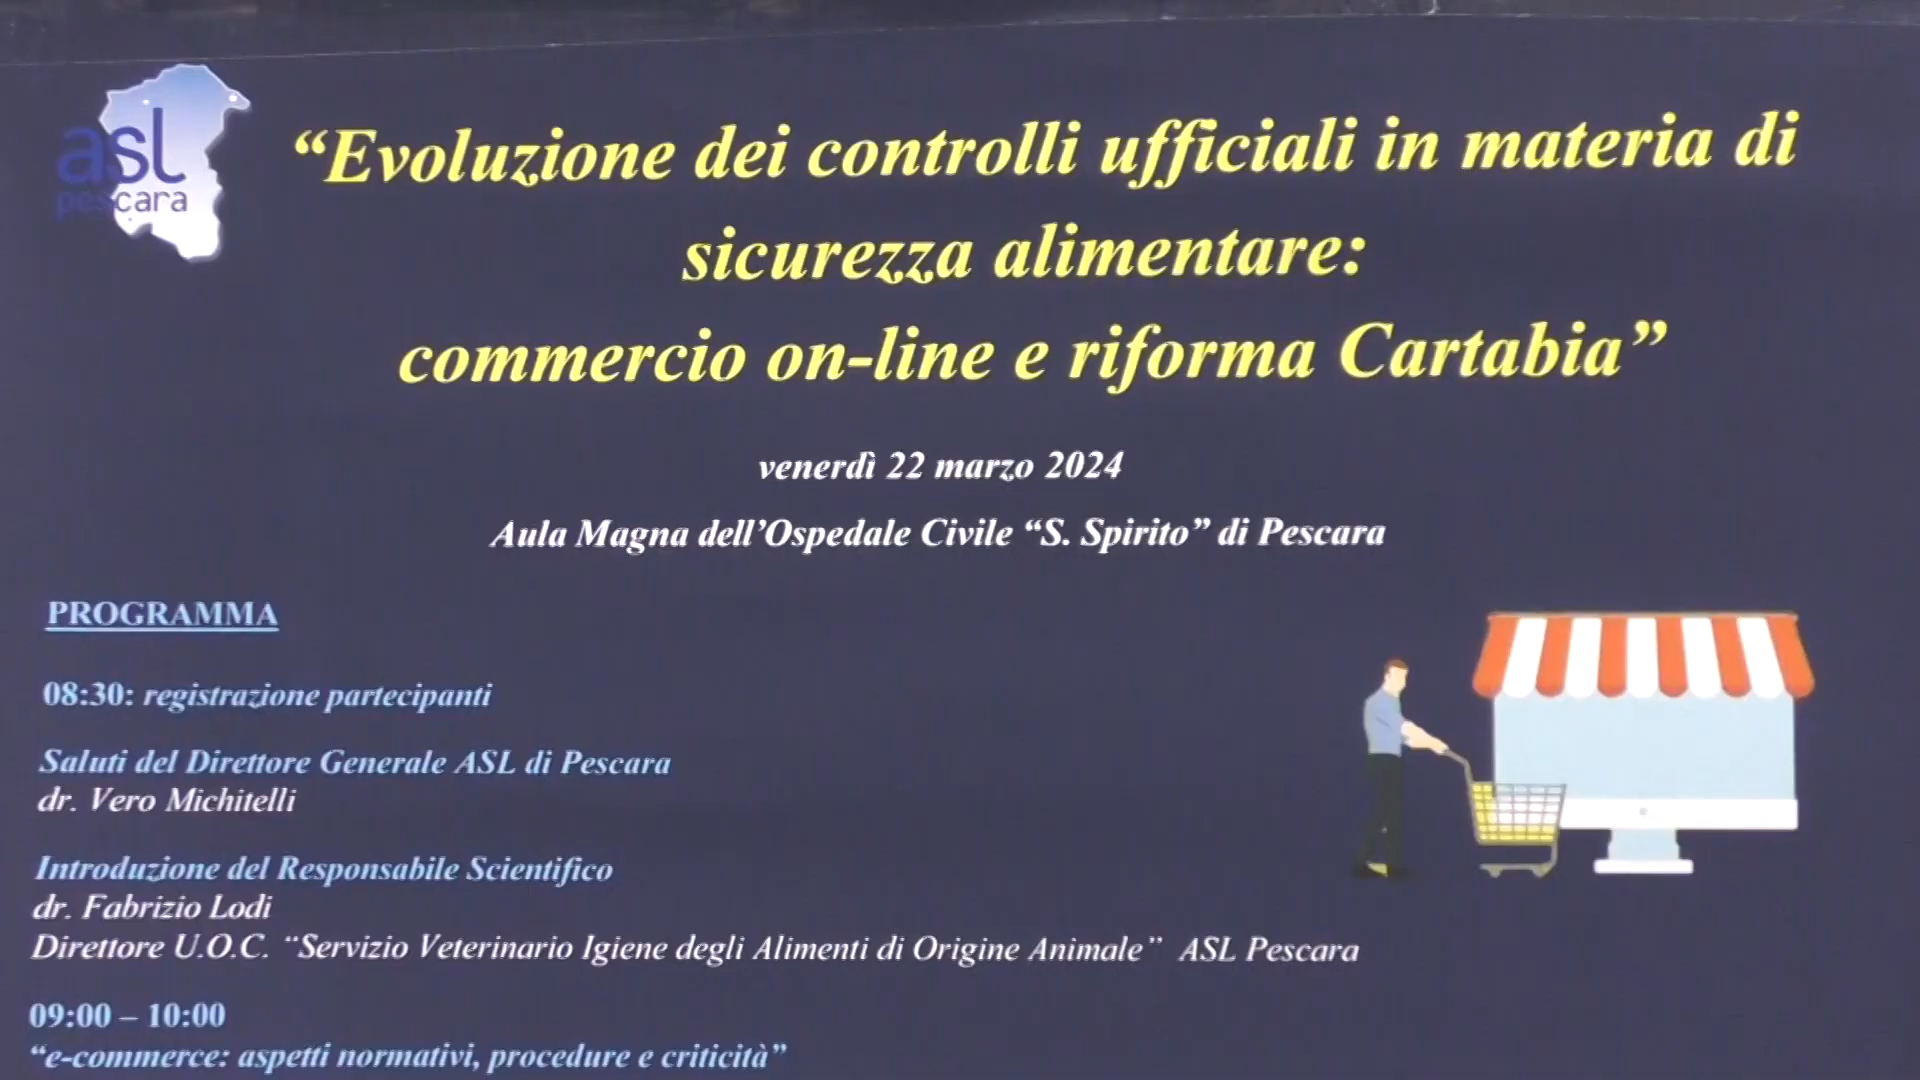 asl
pescara
“Evoluzione dei controlli ufficiali in materia di
sicurezza alimentare:
commercio on-line e riforma Cartabia”
venerdì 22 marzo 2024
Aula Magna dell’Ospedale Civile “S. Spirito” di Pescara
PROGRAMMA
08:30: registrazione partecipanti
Saluti del Direttore Generale ASL di Pescara
dr. Vero Michitelli
Introduzione del Responsabile Scientifico
dr. Fabrizio Lodi
Direttore U.O.C. “Servizio Veterinario Igiene degli Alimenti di Origine Animale” ASL Pescara
09:00 – 10:00
“e-commerce: aspetti normativi, procedure e criticità”